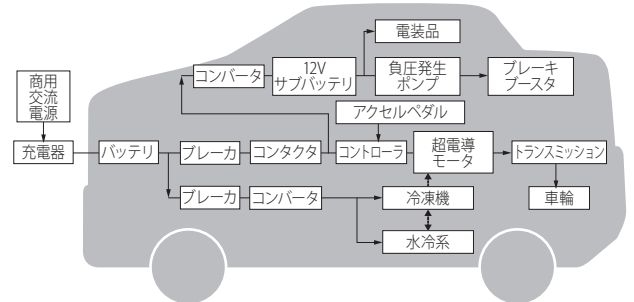 電装品
コンバータ
12V
サブバッテリ
負圧発生
ポンプ
ブレーキ
ブースタ
商用
交流
電源
アクセルペダル
充電器
バッテリ
ブレーカ
コンタクタ
コントローラ
超電導
モータ
トランスミッション
ブレーカ
コンバータ
冷凍機
車輪
水冷系